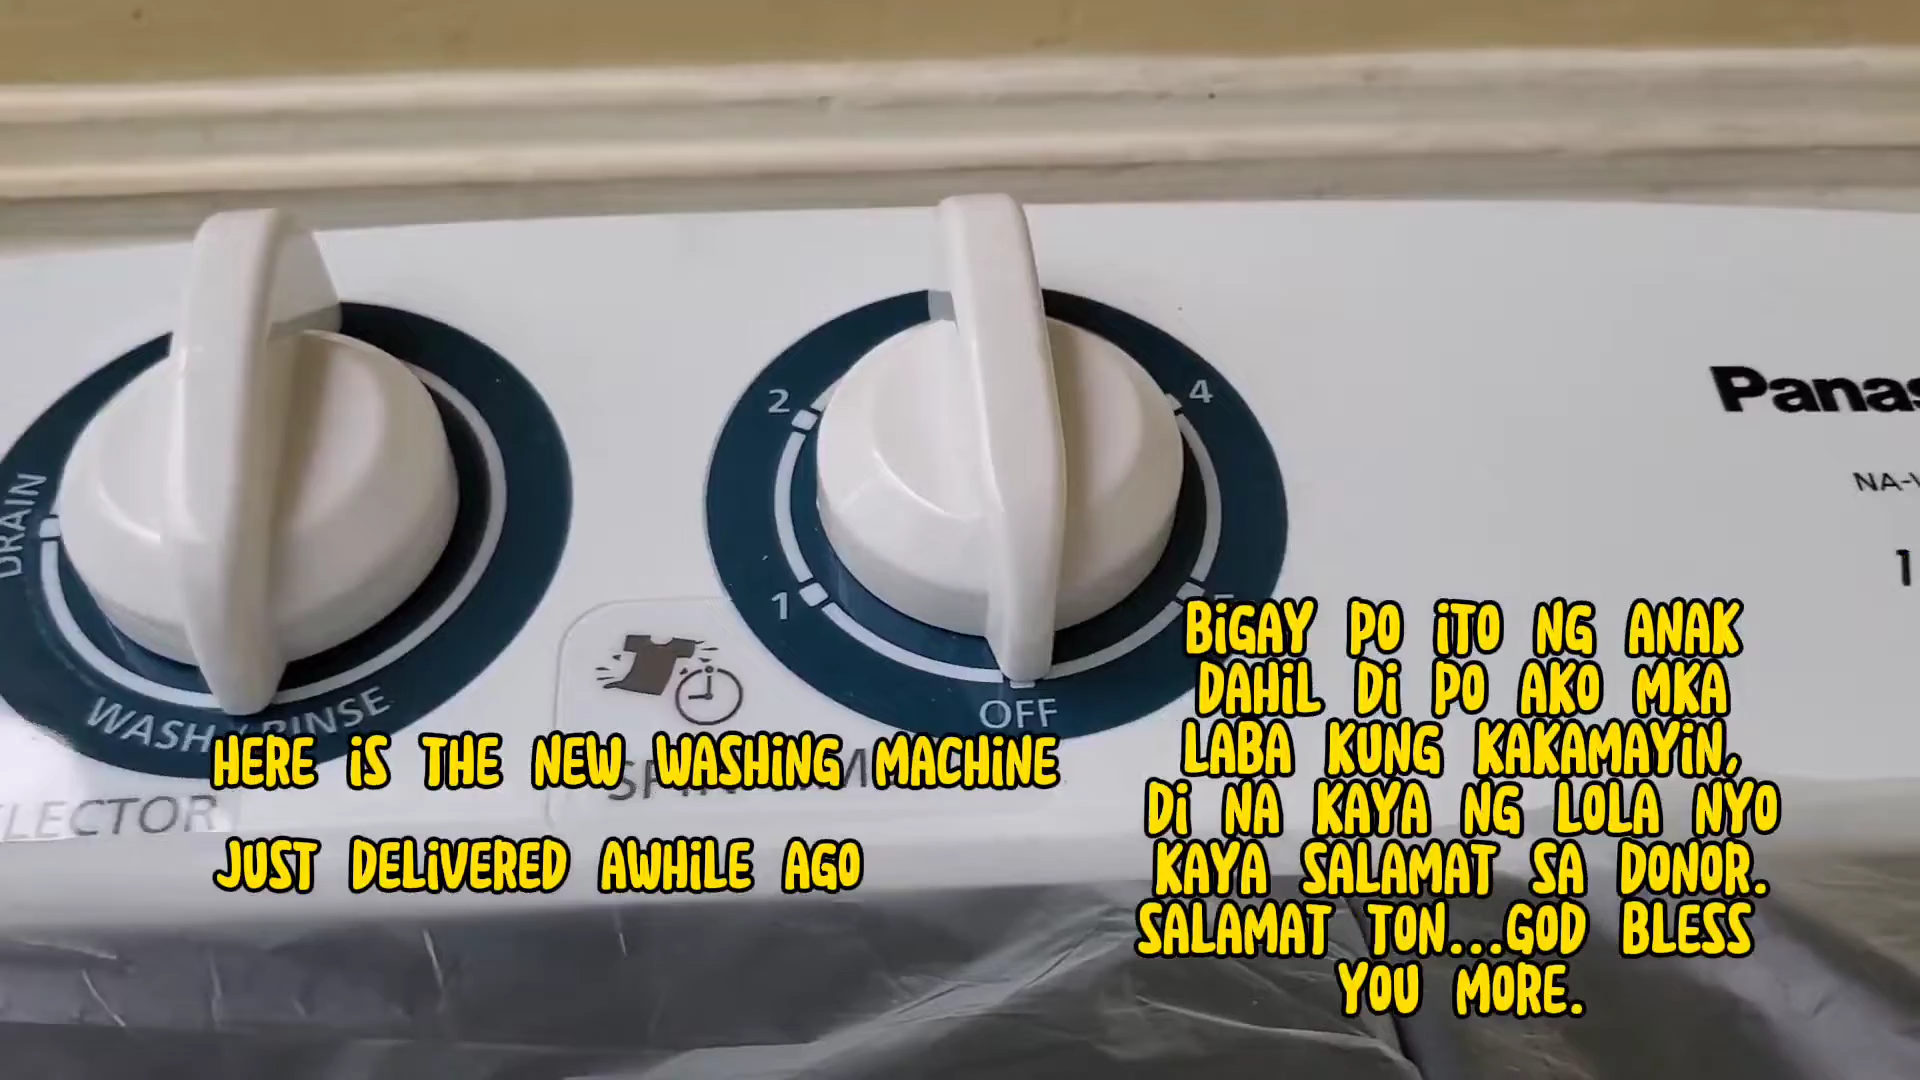 2
4
Panas
NA-
1
DRAIN
1
WASH / RINSE
OFF
HERE iS THE NEW WASHiNG MACHiNE
JUST DELiVERED AWHiLE AGO
BiGAY PO iTO NG ANAK
DAHiL Di PO AKO MKA
LABA KUNG KAKAMAYiN,
Di NA KAYA NG LOLA NYO
KAYA SALAMAT SA DONOR.
SALAMAT TON...GOD BLESS
YOU MORE.
LECTOR